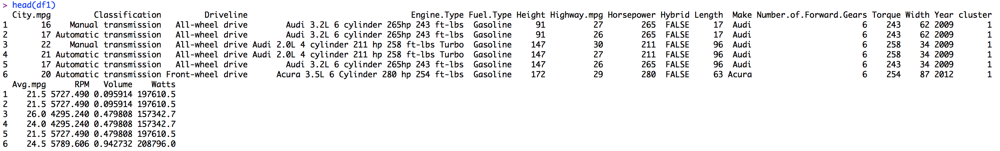 > head(df1)
  City.mpg         Classification         Driveline                                  Engine.Type Fuel.Type Height Highway.mpg Horsepower Hybrid Length  Make Number.of.Forward.Gears Torque Width Year cluster
1       16    Manual transmission   All-wheel drive        Audi 3.2L 6 cylinder 265hp 243 ft-lbs  Gasoline     91          27        265  FALSE     17  Audi                       6    243    62 2009       1
2       17 Automatic transmission   All-wheel drive        Audi 3.2L 6 cylinder 265hp 243 ft-lbs  Gasoline     91          26        265  FALSE     17  Audi                       6    243    62 2009       1
3       22    Manual transmission   All-wheel drive Audi 2.0L 4 cylinder 211 hp 258 ft-lbs Turbo  Gasoline    147          30        211  FALSE     96  Audi                       6    258    34 2009       1
4       21 Automatic transmission   All-wheel drive Audi 2.0L 4 cylinder 211 hp 258 ft-lbs Turbo  Gasoline    147          27        211  FALSE     96  Audi                       6    258    34 2009       1
5       17 Automatic transmission   All-wheel drive        Audi 3.2L 6 cylinder 265hp 243 ft-lbs  Gasoline    147          26        265  FALSE     96  Audi                       6    243    34 2009       1
6       20 Automatic transmission Front-wheel drive      Acura 3.5L 6 Cylinder 280 hp 254 ft-lbs  Gasoline    172          29        280  FALSE     63 Acura                       6    254    87 2012       1
  Avg.mpg      RPM   Volume    Watts
1    21.5 5727.490 0.095914 197610.5
2    21.5 5727.490 0.095914 197610.5
3    26.0 4295.240 0.479808 157342.7
4    24.0 4295.240 0.479808 157342.7
5    21.5 5727.490 0.479808 197610.5
6    24.5 5789.606 0.942732 208796.0